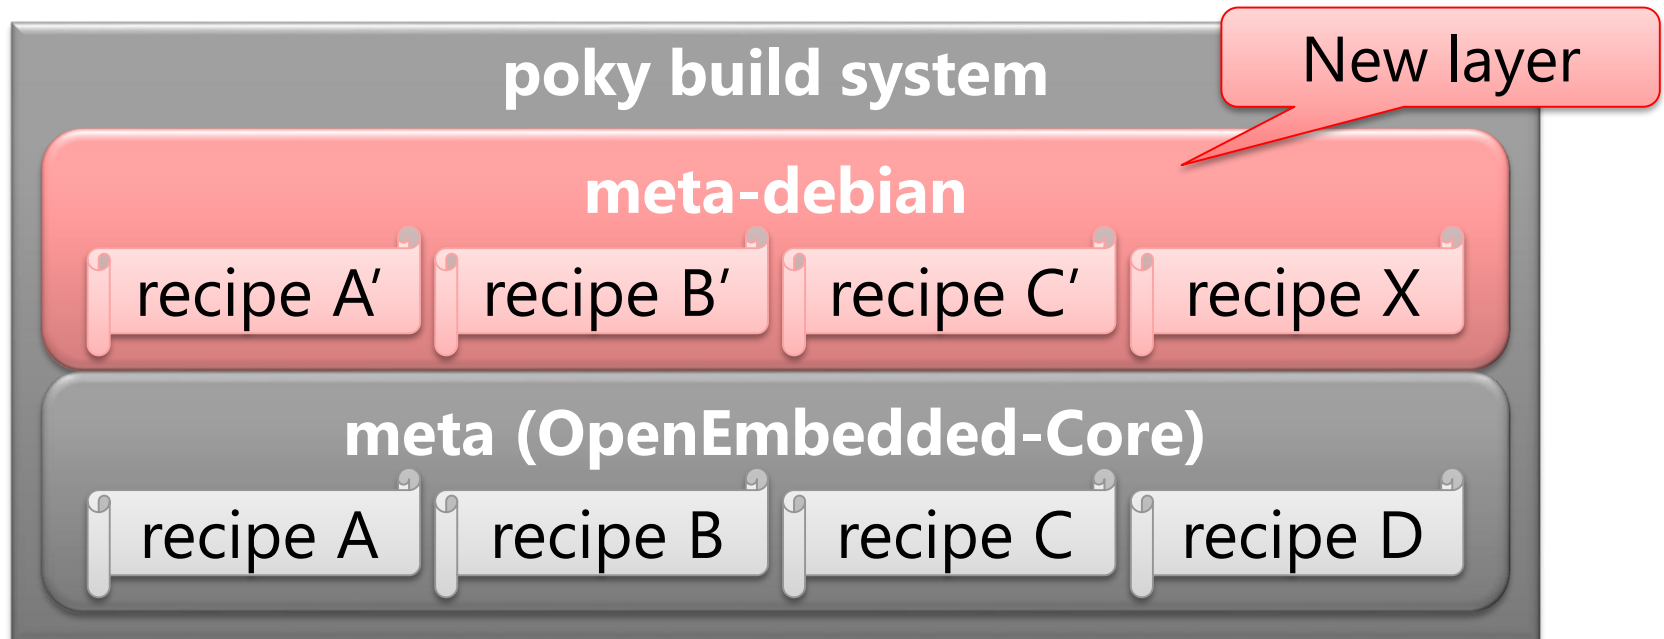 poky build system
New layer
meta-debian
recipe A′
recipe B′
recipe C′
recipe X
meta (OpenEmbedded-Core)
recipe A
recipe B
recipe C
recipe D